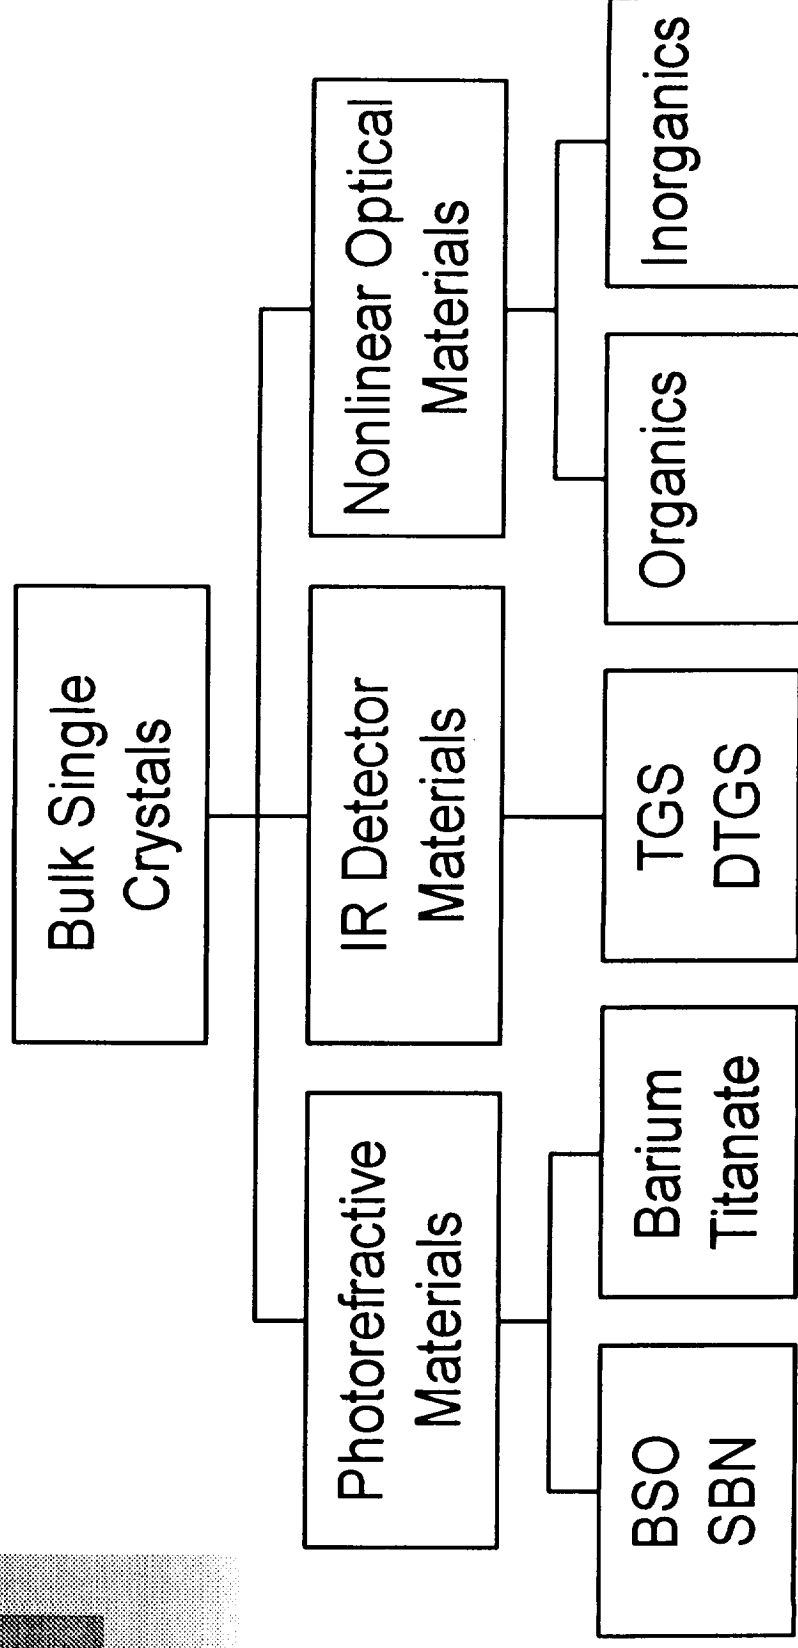 Bulk Single
Crystals
Photorefractive
Materials
IR Detector
Materials
Nonlinear Optical
Materials
BSO
SBN
Barium
Titanate
TGS
DTGS
Organics
Inorganics